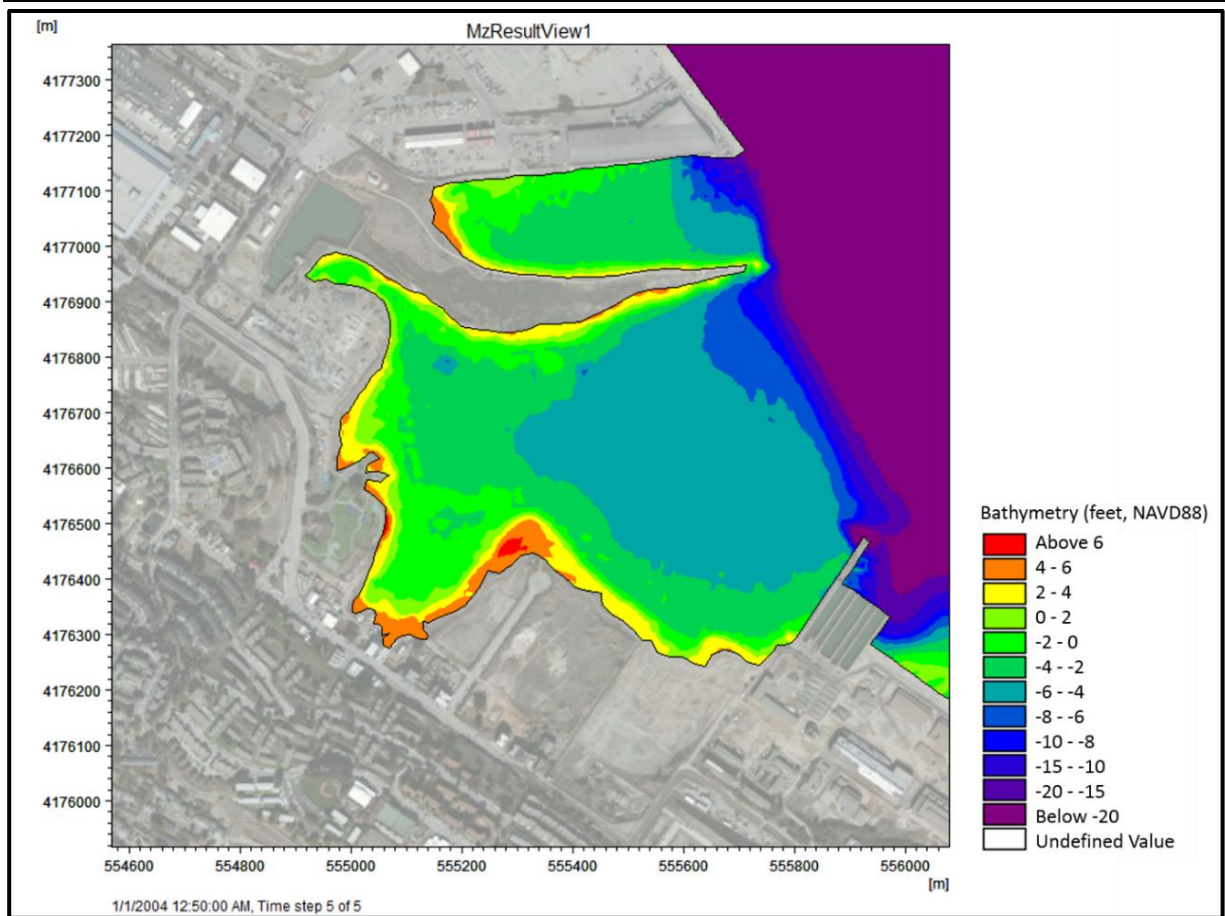 [m]
MzResultView1
4177300
4177200
4177100
4177000
4176900
4176800
4176700
4176600
4176500
4176400
4176300
4176200
4176100
4176000
554600 554800 555000 555200 555400 555600 555800 556000
[m]
Bathymetry (feet, NAVD88)
Above 6
4 - 6
2 - 4
0 - 2
-2 - 0
-4 - -2
-6 - -4
-8 - -6
-10 - -8
-15 - -10
-20 - -15
Below -20
Undefined Value
1/1/2004 12:50:00 AM, Time step 5 of 5